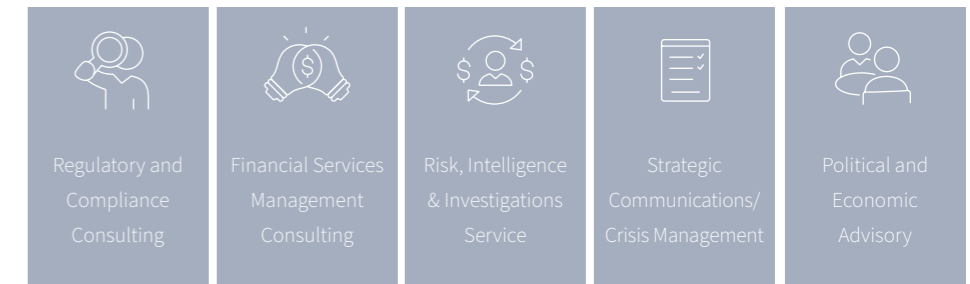 Regulatory and
Compliance
Consulting
Financial Services
Management
Consulting
Risk, Intelligence
& Investigations
Service
Strategic
Communications/
Crisis Management
Political and
Economic
Advisory